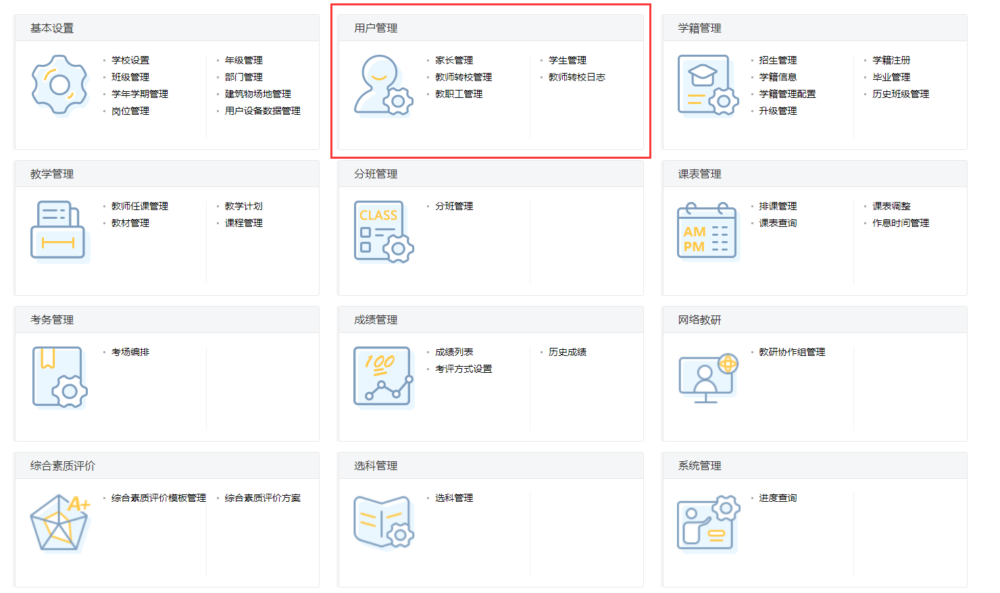 基本设置
学校设置
年级管理
班级管理
部门管理
学年学期管理
建筑物场地管理
岗位管理
用户设备数据管理
用户管理
家长管理
学生管理
教师转校管理
教师转校日志
教职工管理
学籍管理
招生管理
学籍注册
学籍信息
毕业管理
学籍管理配置
历史班级管理
升级管理
教学管理
教师任课管理
教学计划
教材管理
课程管理
分班管理
CLASS
分班管理
课表管理
AM
PM
排课管理
课表调整
课表查询
作息时间管理
考务管理
考场编排
成绩管理
100
成绩列表
历史成绩
考评方式设置
网络教研
教研协作组管理
综合素质评价
A+
综合素质评价模板管理
综合素质评价方案
选科管理
选科管理
系统管理
进度查询